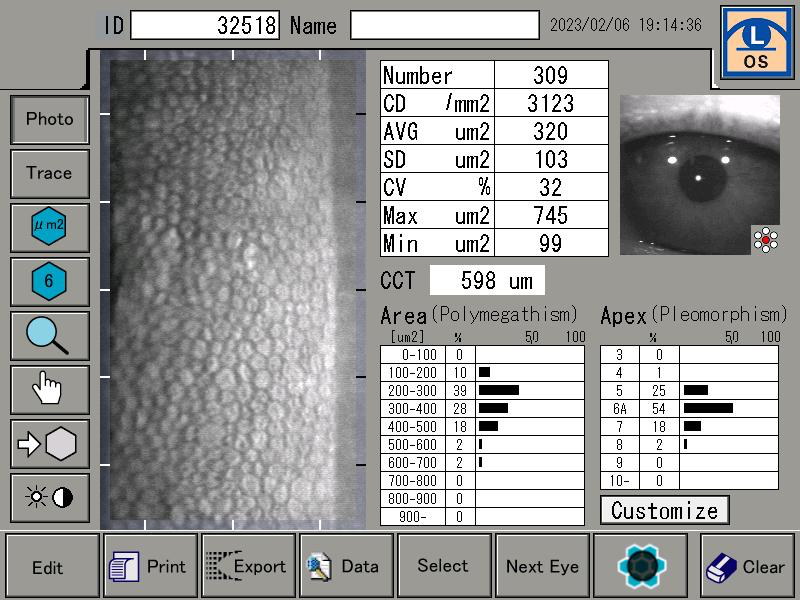 ID 32518 Name 2023/02/06 19:14:36
L
OS
Photo
Trace
μm2
6
Number 309
CD /mm2 3123
AVG um2 320
SD um2 103
CV % 32
Max um2 745
Min um2 99
CCT 598 um
Area (Polymegathism)
[um2] % 50 100
0-100 0
100-200 10
200-300 39
300-400 28
400-500 18
500-600 2
600-700 2
700-800 0
800-900 0
900- 0
Apex (Pleomorphism)
% 50 100
3 0
4 1
5 25
6A 54
7 18
8 2
9 0
10- 0
Customize
Edit Print Export Data Select Next Eye Clear